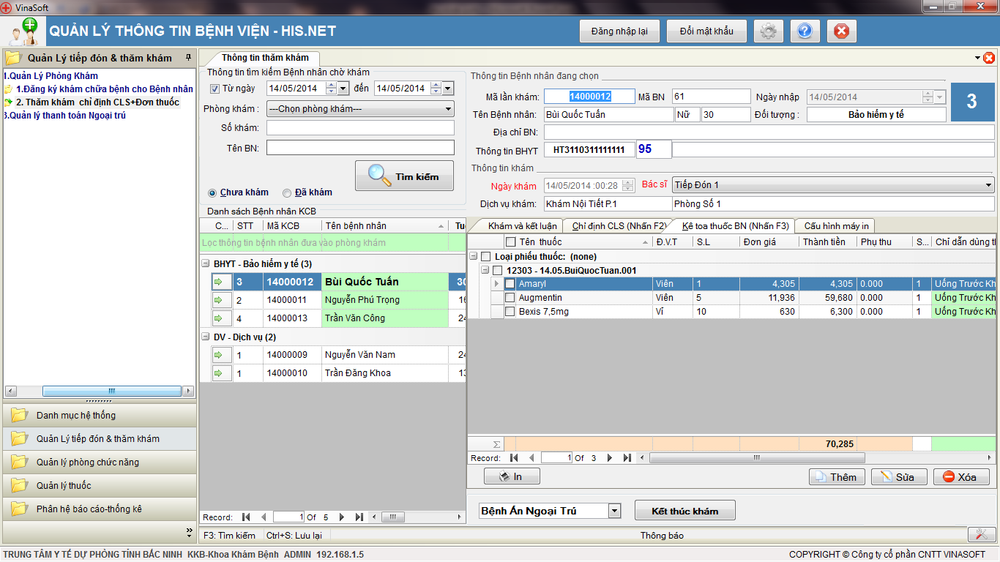 VinaSoft
QUẢN LÝ THÔNG TIN BỆNH VIỆN - HIS.NET
Đăng nhập lại
Đổi mật khẩu
Quản Lý tiếp đón & thăm khám
1.Quản Lý Phòng Khám
1.Đăng ký khám chữa bệnh cho Bệnh nhân
2. Thăm khám chỉ định CLS+Đơn thuốc
3.Quản lý thanh toán Ngoại trú
Danh mục hệ thống
Quản Lý tiếp đón & thăm khám
Quản lý phòng chức năng
Quản lý thuốc
Phân hệ báo cáo-thống kê
Thông tin thăm khám
Thông tin tìm kiếm Bệnh nhân chờ khám
Từ ngày 14/05/2014 đến 14/05/2014
Phòng khám : ---Chọn phòng khám---
Số khám:
Tên BN:
Tìm kiếm
Chưa khám Đã khám
Danh sách Bệnh nhân KCB
C... STT Mã KCB Tên bệnh nhân Tu
Lọc thông tin bệnh nhân đưa vào phòng khám
BHYT - Bảo hiểm y tế (3)
3 14000012 Bùi Quốc Tuấn 30
2 14000011 Nguyễn Phú Trọng 16
4 14000013 Trần Văn Công 24
DV - Dịch vụ (2)
1 14000009 Nguyễn Văn Nam 24
1 14000010 Trần Đăng Khoa 13
Record: 1 Of 5
F3: Tìm kiếm Ctrl+S: Lưu lại
Thông báo
Thông tin Bệnh nhân đang chọn
Mã lần khám: 14000012 Mã BN 61 Ngày nhập 14/05/2014
3
Tên Bệnh nhân: Bùi Quốc Tuấn Nữ 30 Đối tượng : Bảo hiểm y tế
Địa chỉ BN:
Thông tin BHYT HT3110311111111 95
Thông tin khám
Ngày khám 14/05/2014 :00:28 Bác sĩ Tiếp Đón 1
Dịch vụ khám: Khám Nội Tiết P.1 Phòng Số 1
Khám và kết luận
Chỉ định CLS (Nhấn F2)
Kê toa thuốc BN (Nhấn F3)
Cấu hình máy in
Tên thuốc Đ.V.T S.L Đơn giá Thành tiền Phụ thu S... Chỉ dẫn dùng th
Loại phiếu thuốc: (none)
12303 - 14.05.BuiQuocTuan.001
Amaryl Viên 1 4,305 4,305 0.000 1 Uống Trước Kh
Augmentin Viên 5 11,936 59,680 0.000 1 Uống Trước Kh
Bexis 7,5mg Vỉ 10 630 6,300 0.000 1 Uống Trước Kh
Σ 70,285
Record: 1 Of 3
In
Thêm
Sửa
Xóa
Bệnh Án Ngoại Trú
Kết thúc khám
TRUNG TÂM Y TẾ DỰ PHÒNG TỈNH BẮC NINH KKB-Khoa Khám Bệnh ADMIN 192.168.1.5
COPYRIGHT © Công ty cổ phần CNTT VINASOFT